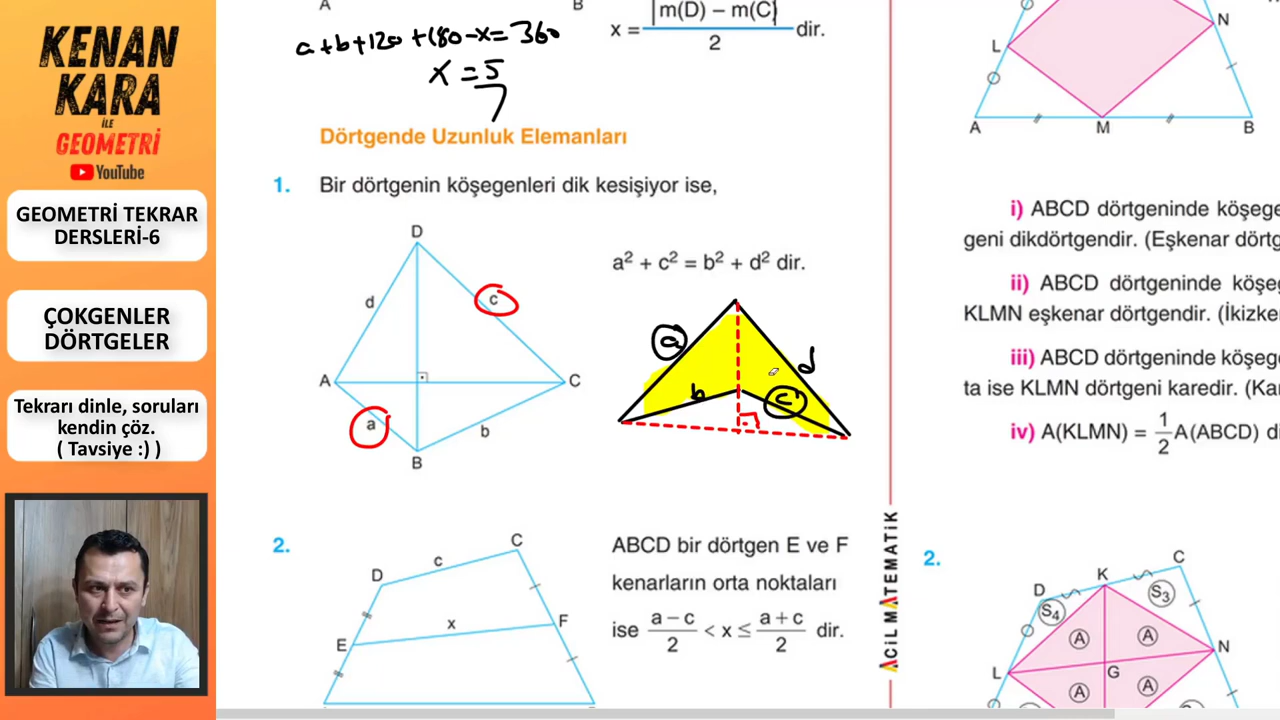 KENAN
KARA
İLE
GEOMETRİ
YouTube
GEOMETRİ TEKRAR
DERSLERİ-6
ÇOKGENLER
DÖRTGELER
Tekrarı dinle, soruları
kendin çöz.
( Tavsiye :) )
A
B
a+b+120+180-x=360
x=5
x = |m(D) – m(C)| / 2 dir.
Dörtgende Uzunluk Elemanları
1. Bir dörtgenin köşegenleri dik kesişiyor ise,
D
d
c
A
C
a
b
B
a² + c² = b² + d² dir.
a
d
b
c
2.
C
c
D
x
F
E
ABCD bir dörtgen E ve F
kenarların orta noktaları
ise a – c / 2 < x ≤ a + c / 2 dir.
ACİLMATEMATİK
L
N
A
M
B
i) ABCD dörtgeninde köşeg
geni dikdörtgendir. (Eşkenar dörtg
ii) ABCD dörtgeninde köşeg
KLMN eşkenar dörtgendir. (İkizke
iii) ABCD dörtgeninde köşege
ta ise KLMN dörtgeni karedir. (Kar
iv) A(KLMN) = 1/2 A(ABCD) di
2.
C
K
D
S₃
S₄
A
A
N
L
G
A
A